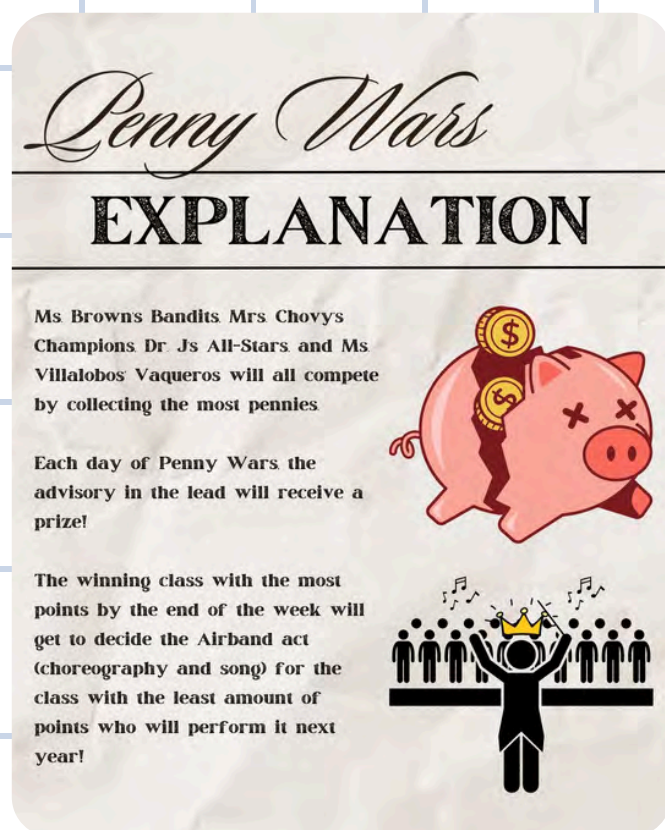 Penny Wars
EXPLANATION
Ms Browns Bandits Mrs Chovys
Champions Dr Js All-Stars and Ms
Villalobos Vaqueros will all compete
by collecting the most pennies
Each day of Penny Wars the
advisory in the lead will receive a
prize!
The winning class with the most
points by the end of the week will
get to decide the Airband act
(choreography and song) for the
class with the least amount of
points who will perform it next
year!
$
$